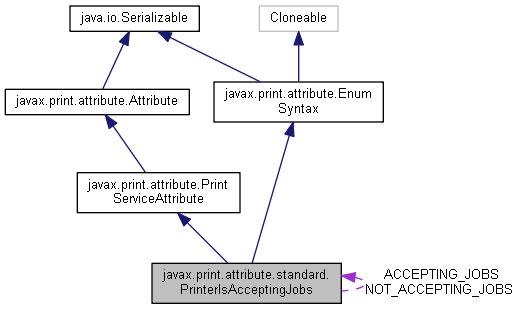 java.io.Serializable
Cloneable
javax.print.attribute.Attribute
javax.print.attribute.Enum
Syntax
javax.print.attribute.Print
ServiceAttribute
javax.print.attribute.standard.
PrinterIsAcceptingJobs
ACCEPTING_JOBS
NOT_ACCEPTING_JOBS